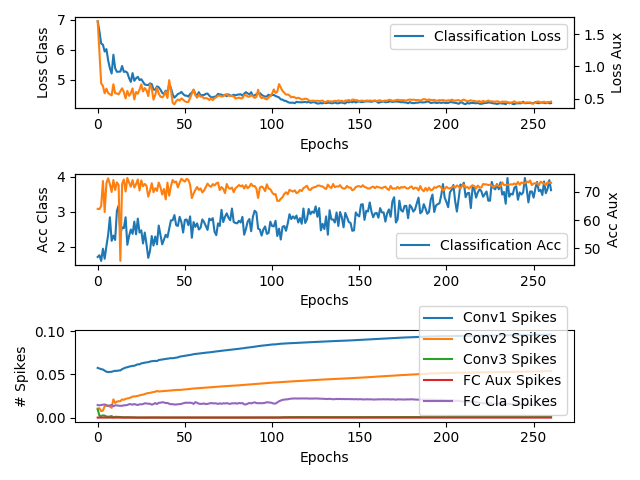 7
6
5
Loss Class
Classification Loss
1.5
1.0
0.5
Loss Aux
0 50 100 150 200 250
Epochs
4
3
2
Acc Class
Classification Acc
70
60
50
Acc Aux
0 50 100 150 200 250
Epochs
0.10
0.05
0.00
# Spikes
Conv1 Spikes
Conv2 Spikes
Conv3 Spikes
FC Aux Spikes
FC Cla Spikes
0 50 100 150 200 250
Epochs